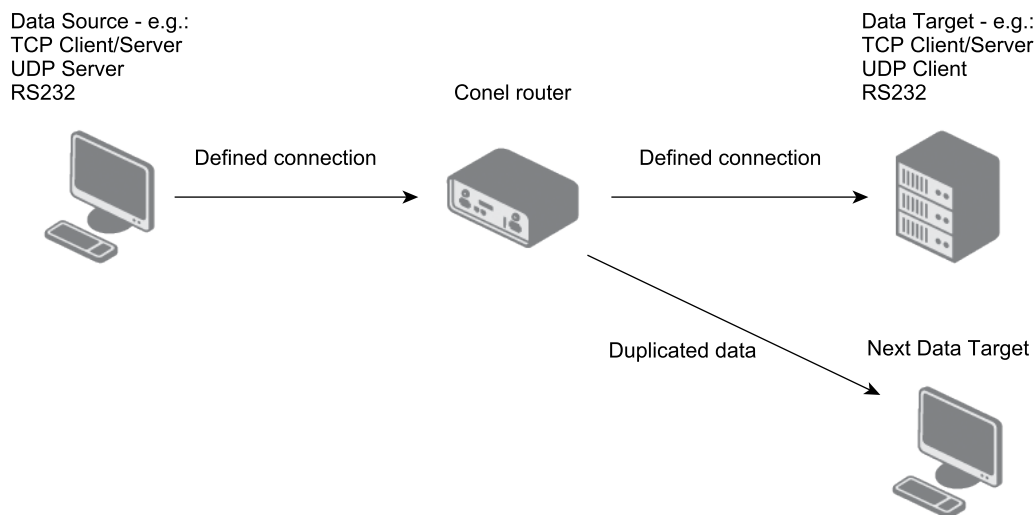 Data Source - e.g.:
TCP Client/Server
UDP Server
RS232
Conel router
Data Target - e.g.:
TCP Client/Server
UDP Client
RS232
Defined connection
Defined connection
Duplicated data
Next Data Target